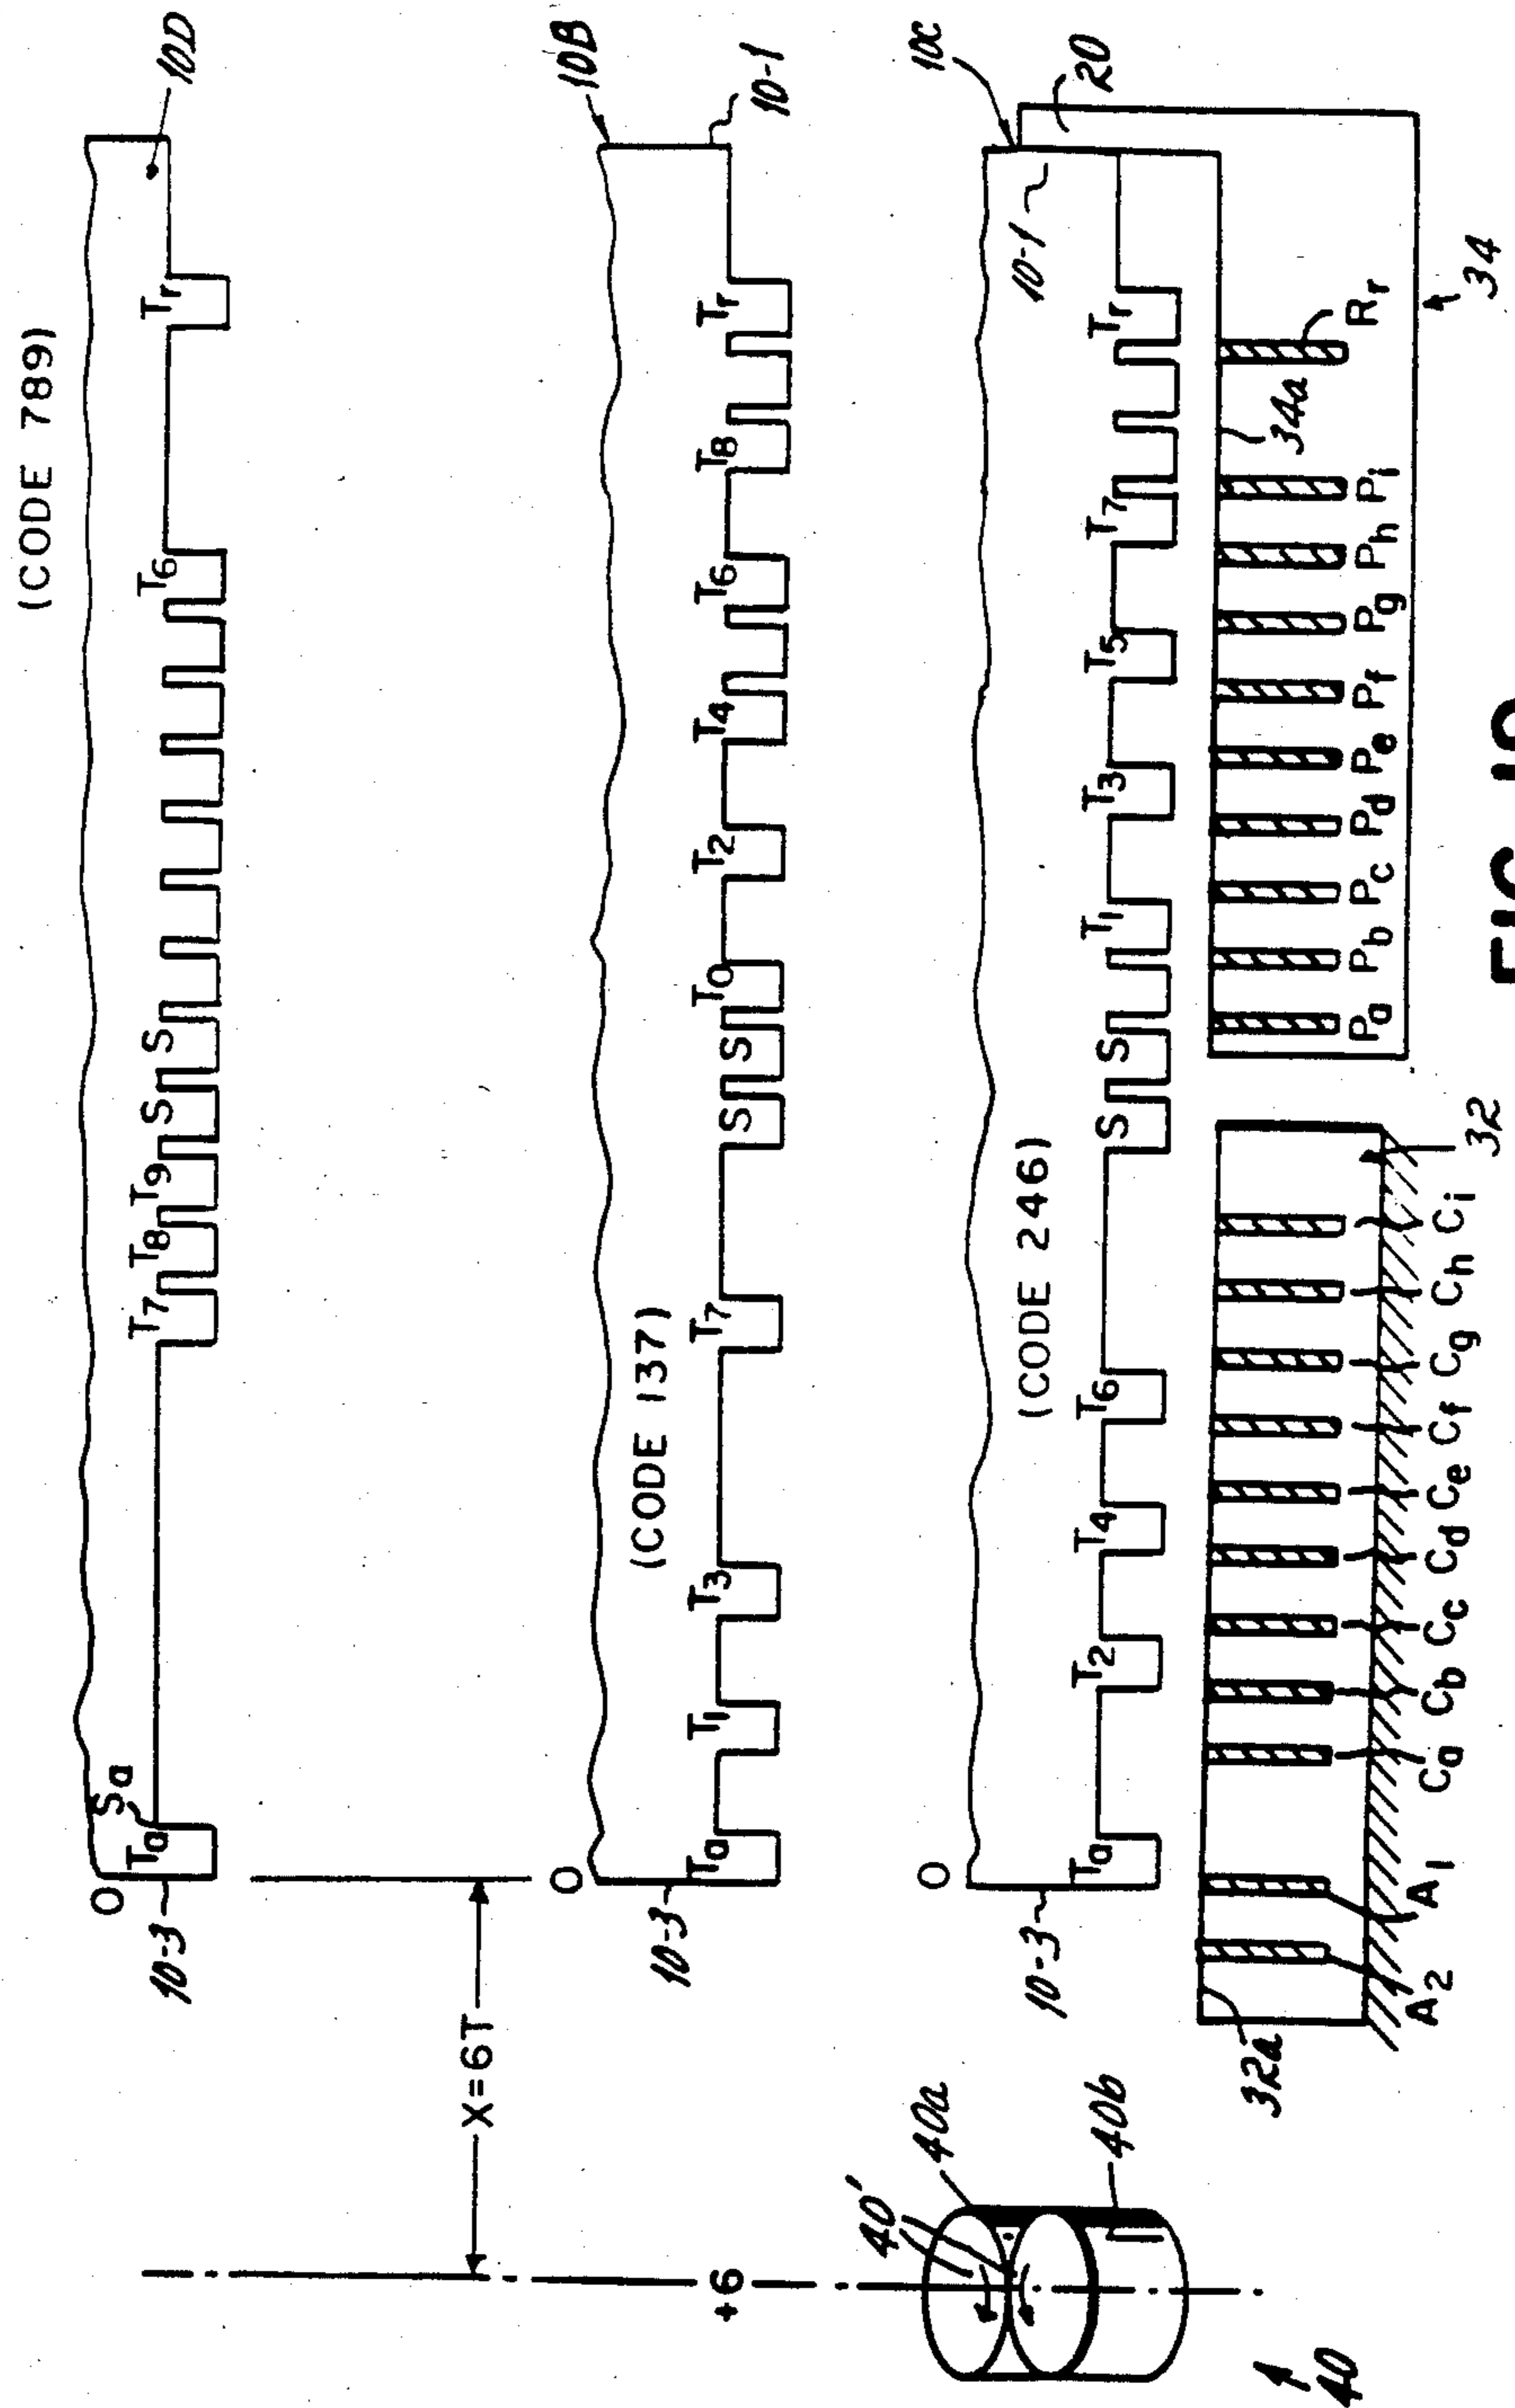 (CODE 789)
10D
O
Sa
Ta
T7
T8
T9
S
S
T6
Tr
10-3
X=6T
10B
10-1
O
(CODE 137)
Ta
T1
T3
T7
S
S
T0
T2
T4
T6
T8
Tr
10-3
+6
10C
20
10-1
O
(CODE 246)
Ta
T2
T4
T6
S
S
T1
T3
T5
T7
Tr
10-3
40'
40a
40b
40
32a
A2
A1
Ca
Cb
Cc
Cd
Ce
Cf
Cg
Ch
Ci
32
Pa
Pb
Pc
Pd
Pe
Pf
Pg
Ph
Pi
34a
Rr
34